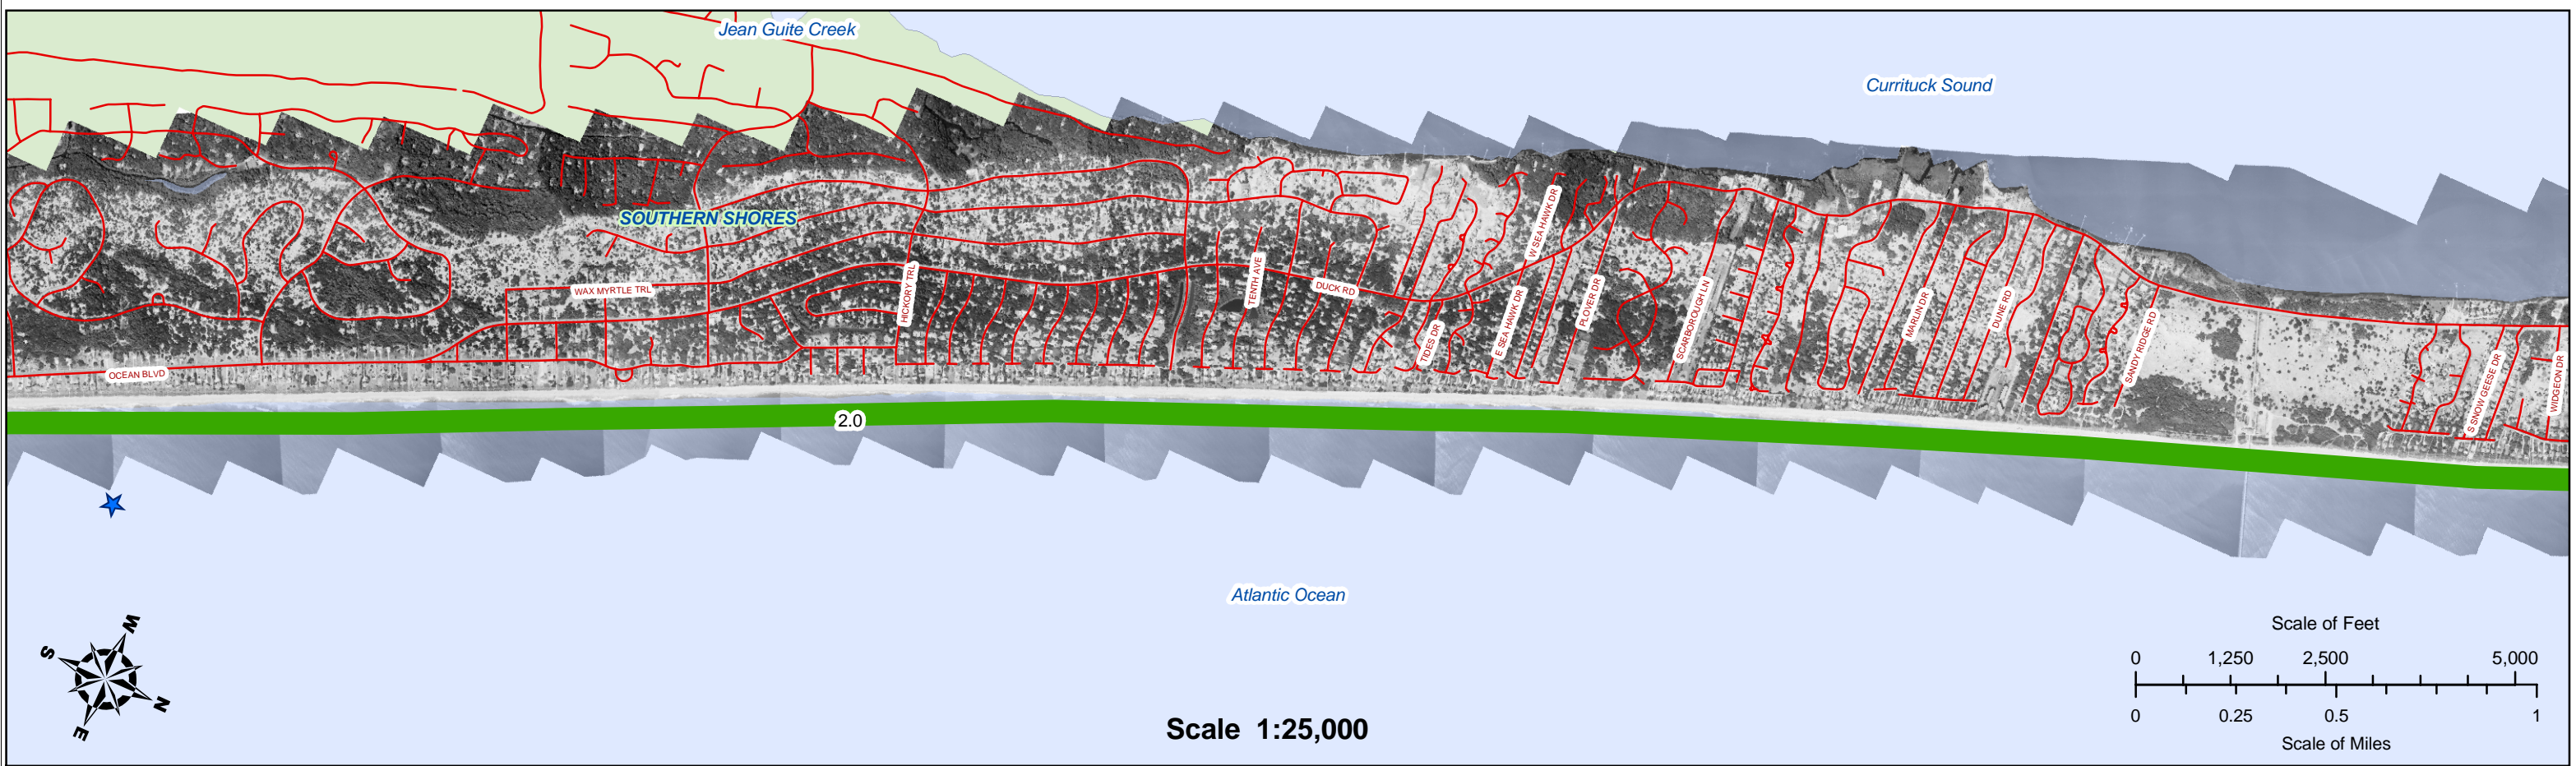 Jean Guite Creek
Currituck Sound
SOUTHERN SHORES
W SEA HAWK DR
WAX MYRTLE TRL
HICKORY TRL
TENTH AVE
DUCK RD
TIDES DR
E SEA HAWK DR
PLOVER DR
SCARBOROUGH LN
MARLIN DR
DUNE RD
SANDY RIDGE RD
S SNOW GEESE DR
WIDGEON DR
OCEAN BLVD
2.0
Atlantic Ocean
W
S
N
E
Scale 1:25,000
Scale of Feet
0 1,250 2,500 5,000
0 0.25 0.5 1
Scale of Miles